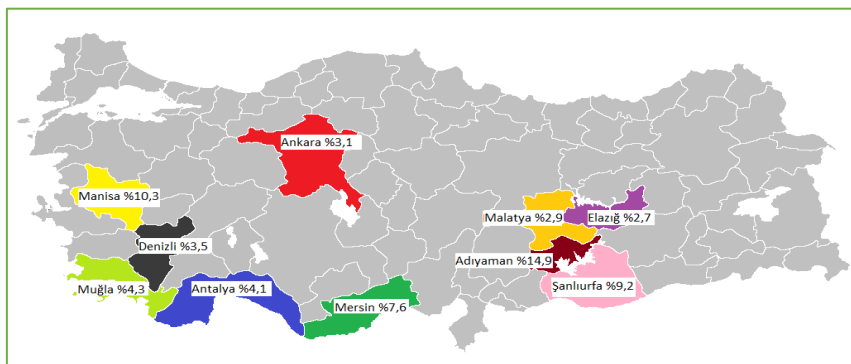 Ankara %3,1
Manisa %10,3
Malatya %2,9
Elazığ %2,7
Denizli %3,5
Adıyaman %14,9
Muğla %4,3
Antalya %4,1
Şanlıurfa %9,2
Mersin %7,6